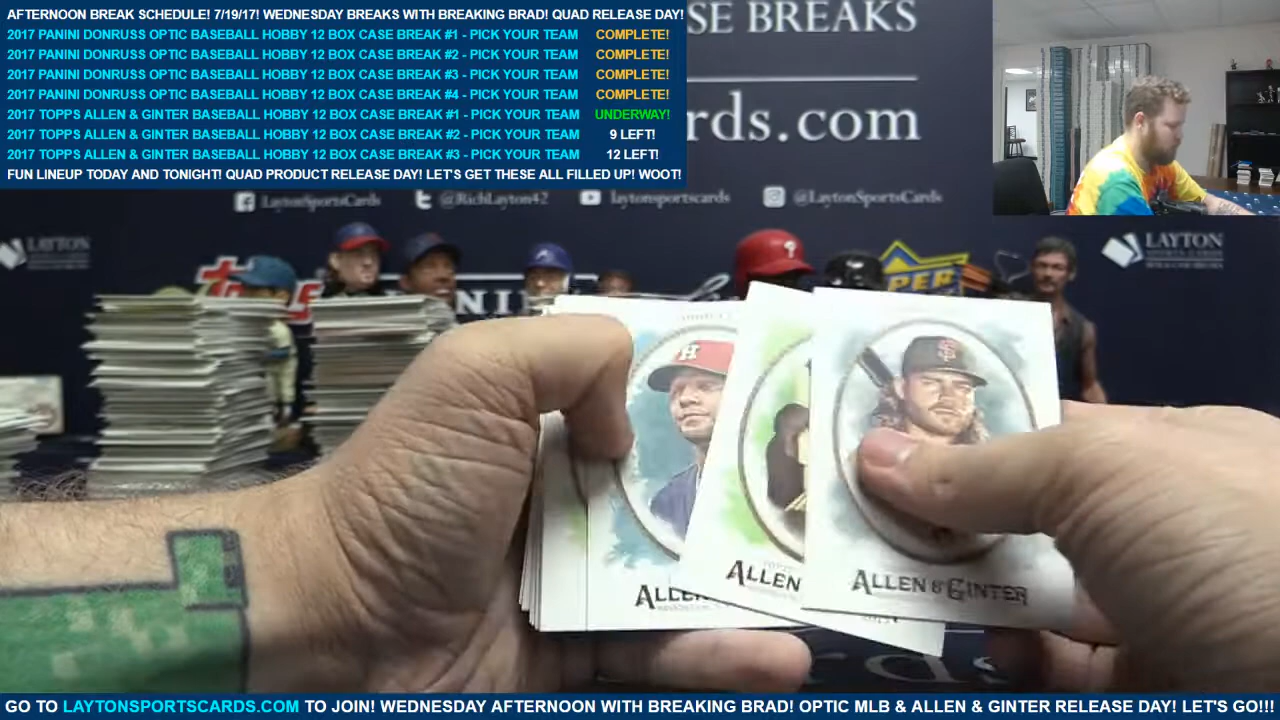 AFTERNOON BREAK SCHEDULE! 7/19/17! WEDNESDAY BREAKS WITH BREAKING BRAD! QUAD RELEASE DAY!
2017 PANINI DONRUSS OPTIC BASEBALL HOBBY 12 BOX CASE BREAK #1 - PICK YOUR TEAM COMPLETE!
2017 PANINI DONRUSS OPTIC BASEBALL HOBBY 12 BOX CASE BREAK #2 - PICK YOUR TEAM COMPLETE!
2017 PANINI DONRUSS OPTIC BASEBALL HOBBY 12 BOX CASE BREAK #3 - PICK YOUR TEAM COMPLETE!
2017 PANINI DONRUSS OPTIC BASEBALL HOBBY 12 BOX CASE BREAK #4 - PICK YOUR TEAM COMPLETE!
2017 TOPPS ALLEN & GINTER BASEBALL HOBBY 12 BOX CASE BREAK #1 - PICK YOUR TEAM UNDERWAY!
2017 TOPPS ALLEN & GINTER BASEBALL HOBBY 12 BOX CASE BREAK #2 - PICK YOUR TEAM 9 LEFT!
2017 TOPPS ALLEN & GINTER BASEBALL HOBBY 12 BOX CASE BREAK #3 - PICK YOUR TEAM 12 LEFT!
FUN LINEUP TODAY AND TONIGHT! QUAD PRODUCT RELEASE DAY! LET'S GET THESE ALL FILLED UP! WOOT!
SE BREAKS
rds.com
LaytonSportsCards @RichLayton42 laytonsportscards @LaytonSportsCards
LAYTON
LAYTON
SPORTS CARDS
PER
H
SF
ALLE
ALLEN
ALLEN & GINTER
GO TO LAYTONSPORTSCARDS.COM TO JOIN! WEDNESDAY AFTERNOON WITH BREAKING BRAD! OPTIC MLB & ALLEN & GINTER RELEASE DAY! LET'S GO!!!